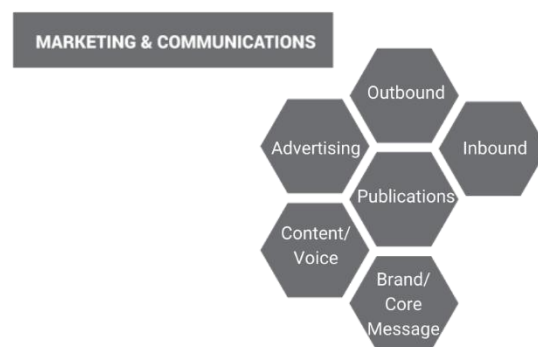 MARKETING & COMMUNICATIONS
Outbound
Advertising
Inbound
Publications
Content/
Voice
Brand/
Core
Message